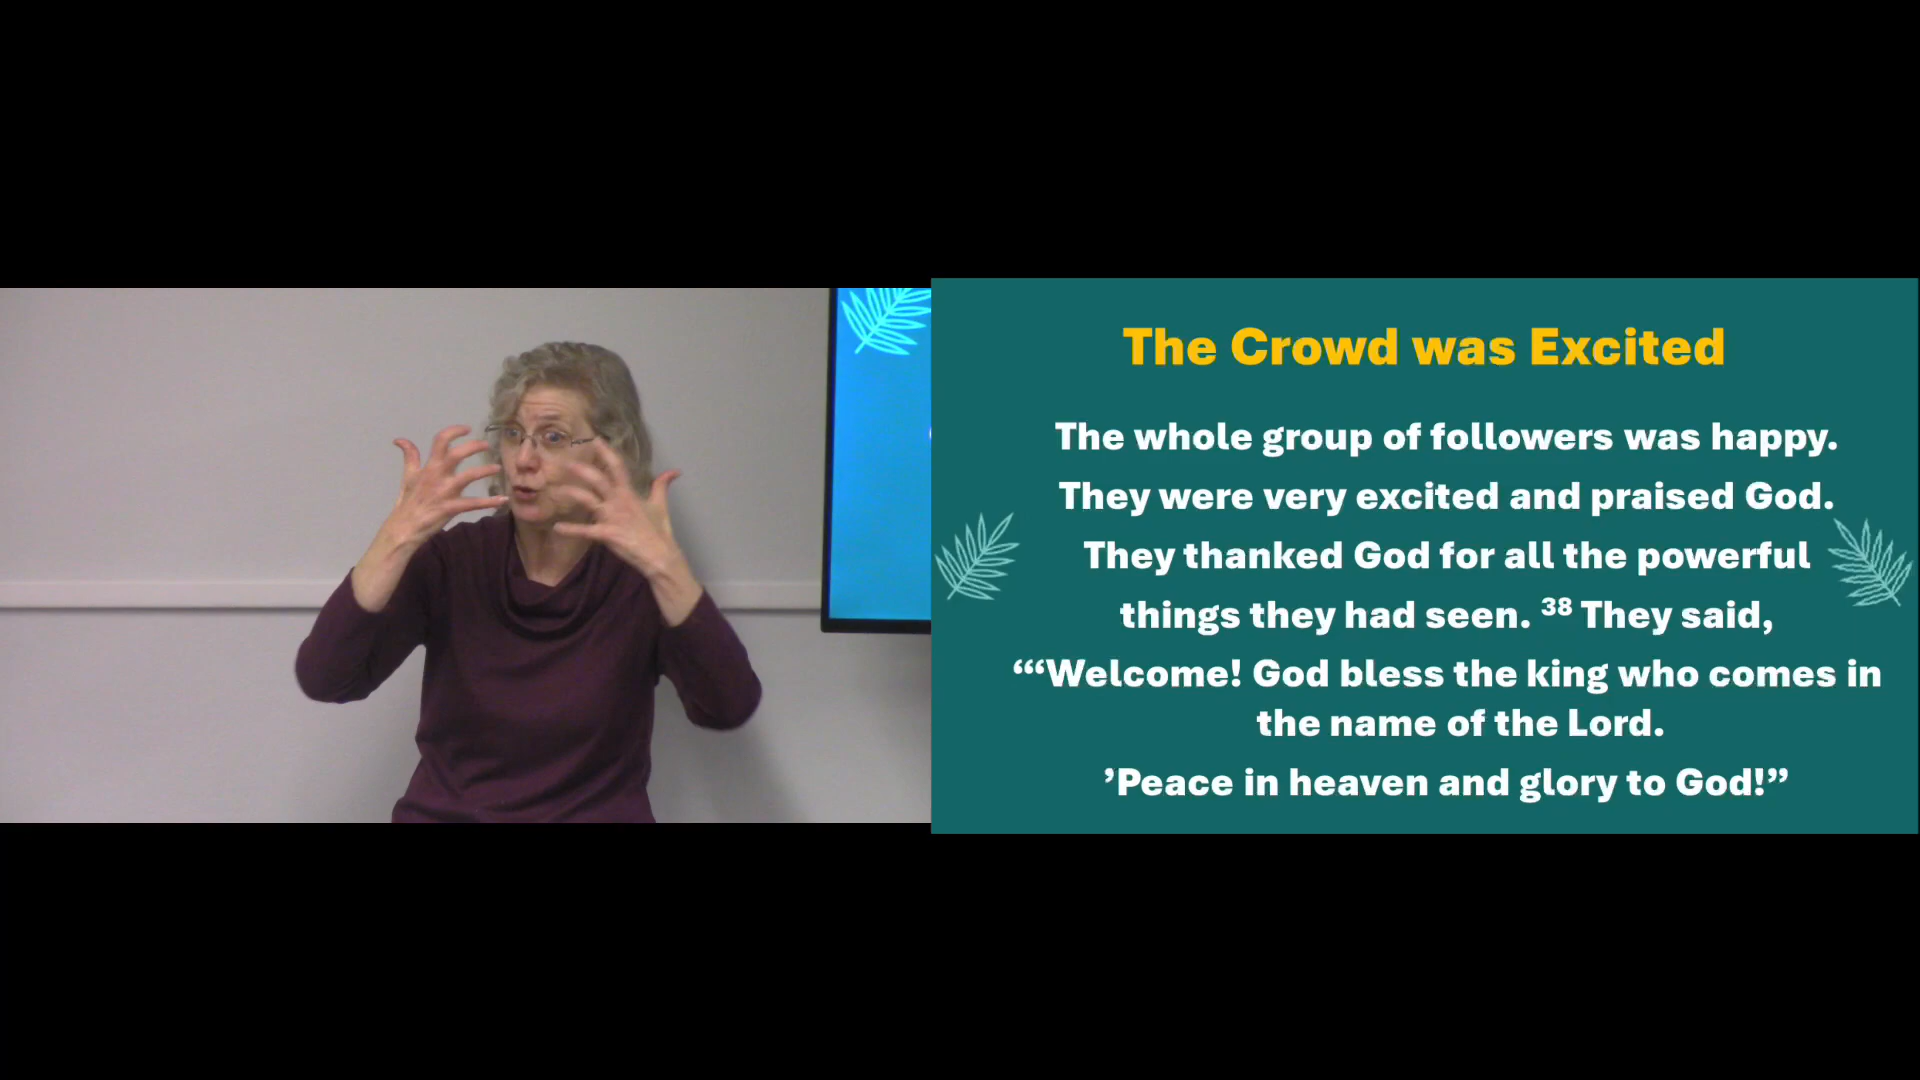 The Crowd was Excited
The whole group of followers was happy.
They were very excited and praised God.
They thanked God for all the powerful
things they had seen. ³⁸ They said,
“‘“Welcome! God bless the king who comes in
the name of the Lord.
’Peace in heaven and glory to God!”